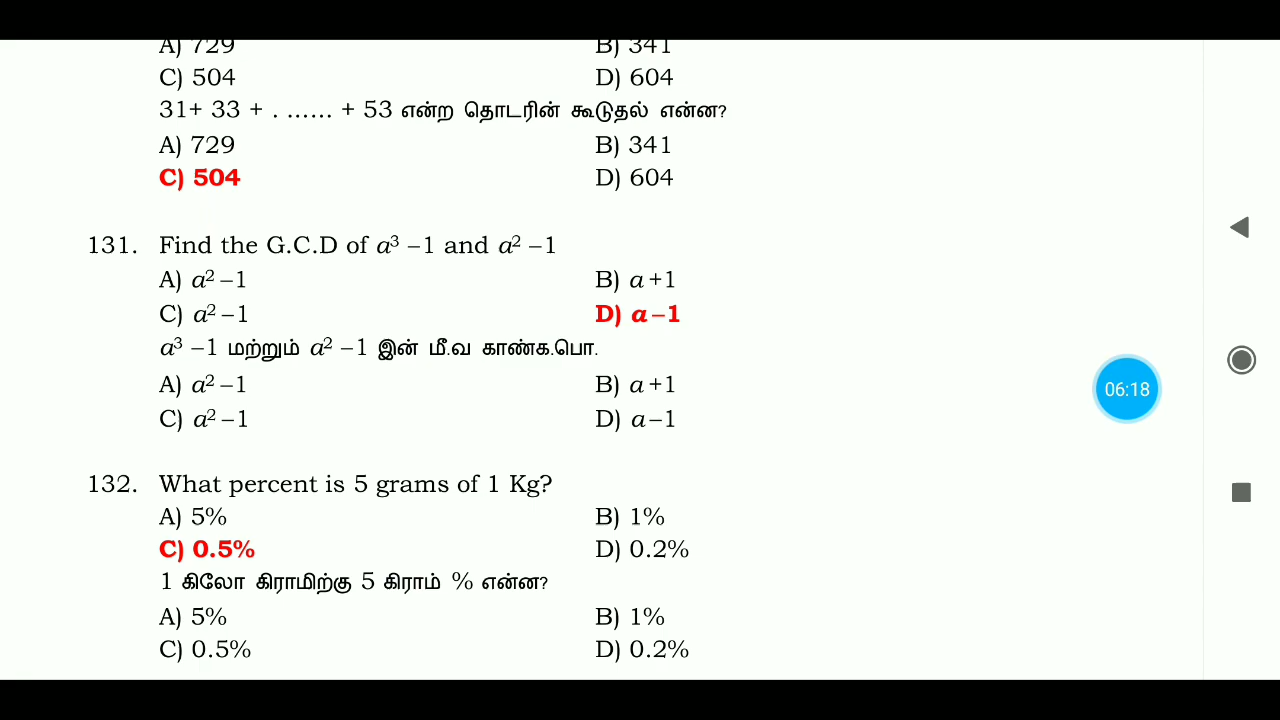 A) 729 B) 341
C) 504 D) 604
31+ 33 + . ...... + 53 என்ற தொடரின் கூடுதல் என்ன?
A) 729 B) 341
C) 504 D) 604
131. Find the G.C.D of a³ –1 and a² –1
A) a² –1 B) a +1
C) a² –1 D) a –1
a³ –1 மற்றும் a² –1 இன் மீ.வ காண்க.பொ.
A) a² –1 B) a +1
C) a² –1 D) a –1
06:18
132. What percent is 5 grams of 1 Kg?
A) 5% B) 1%
C) 0.5% D) 0.2%
1 கிலோ கிராமிற்கு 5 கிராம் % என்ன?
A) 5% B) 1%
C) 0.5% D) 0.2%